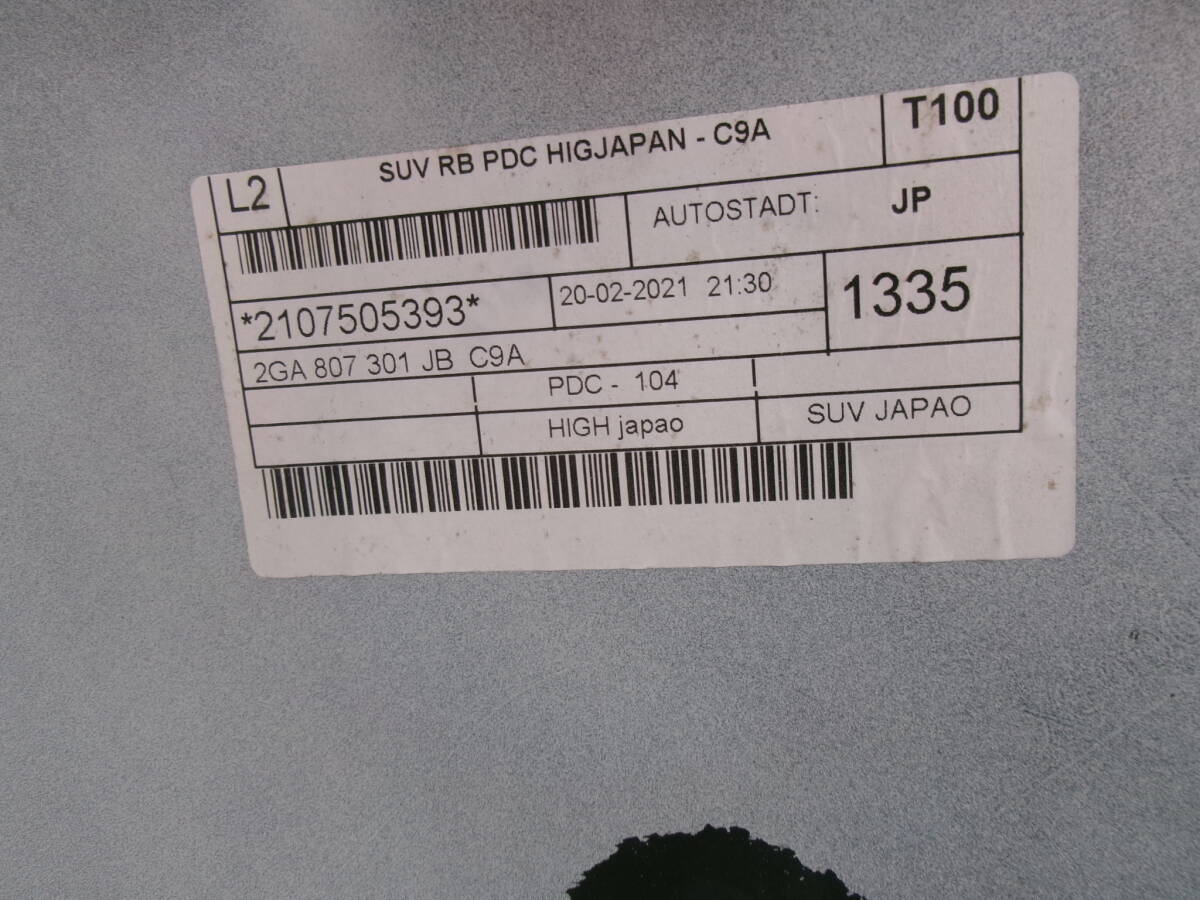 L2
SUV RB PDC HIGJAPAN - C9A
T100
AUTOSTADT: JP
*2107505393*
20-02-2021 21:30
1335
2GA 807 301 JB C9A
PDC - 104
HIGH japao
SUV JAPAO